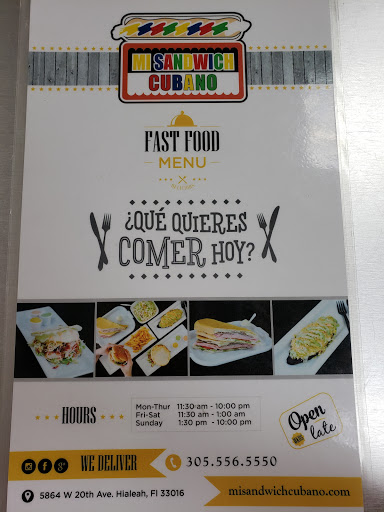 MI SANDWICH
CUBANO
FAST FOOD
MENU
¿QUÉ QUIERES
COMER HOY?
HOURS
Mon-Thur 11:30 am - 10:00 pm
Fri-Sat 11:30 am - 1:00 am
Sunday 1:30 pm - 10:00 pm
Open
late
WE DELIVER
305.556.5550
5864 W 20th Ave. Hialeah, Fl 33016
misandwichcubano.com